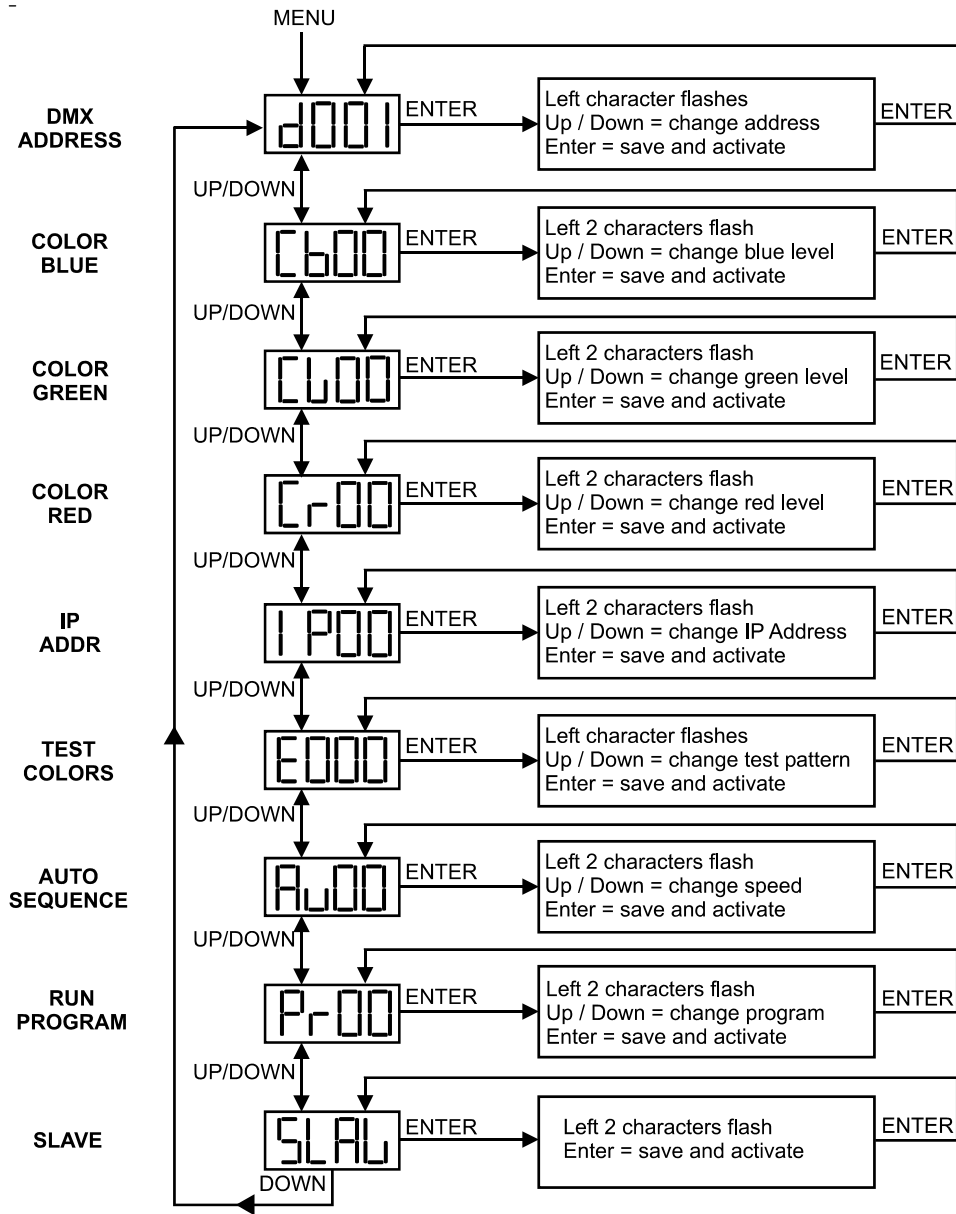 MENU
DMX
ADDRESS
d001
ENTER
Left character flashes
Up / Down = change address
Enter = save and activate
ENTER
UP/DOWN
COLOR
BLUE
Cb00
ENTER
Left 2 characters flash
Up / Down = change blue level
Enter = save and activate
ENTER
UP/DOWN
COLOR
GREEN
ENTER
Left 2 characters flash
Up / Down = change green level
Enter = save and activate
ENTER
UP/DOWN
COLOR
RED
Cr00
ENTER
Left 2 characters flash
Up / Down = change red level
Enter = save and activate
ENTER
UP/DOWN
IP
ADDR
IP00
ENTER
Left 2 characters flash
Up / Down = change IP Address
Enter = save and activate
ENTER
UP/DOWN
TEST
COLORS
E000
ENTER
Left character flashes
Up / Down = change test pattern
Enter = save and activate
ENTER
UP/DOWN
AUTO
SEQUENCE
Au00
ENTER
Left 2 characters flash
Up / Down = change speed
Enter = save and activate
ENTER
UP/DOWN
RUN
PROGRAM
Pr00
ENTER
Left 2 characters flash
Up / Down = change program
Enter = save and activate
ENTER
UP/DOWN
SLAVE
ENTER
Left 2 characters flash
Enter = save and activate
ENTER
DOWN